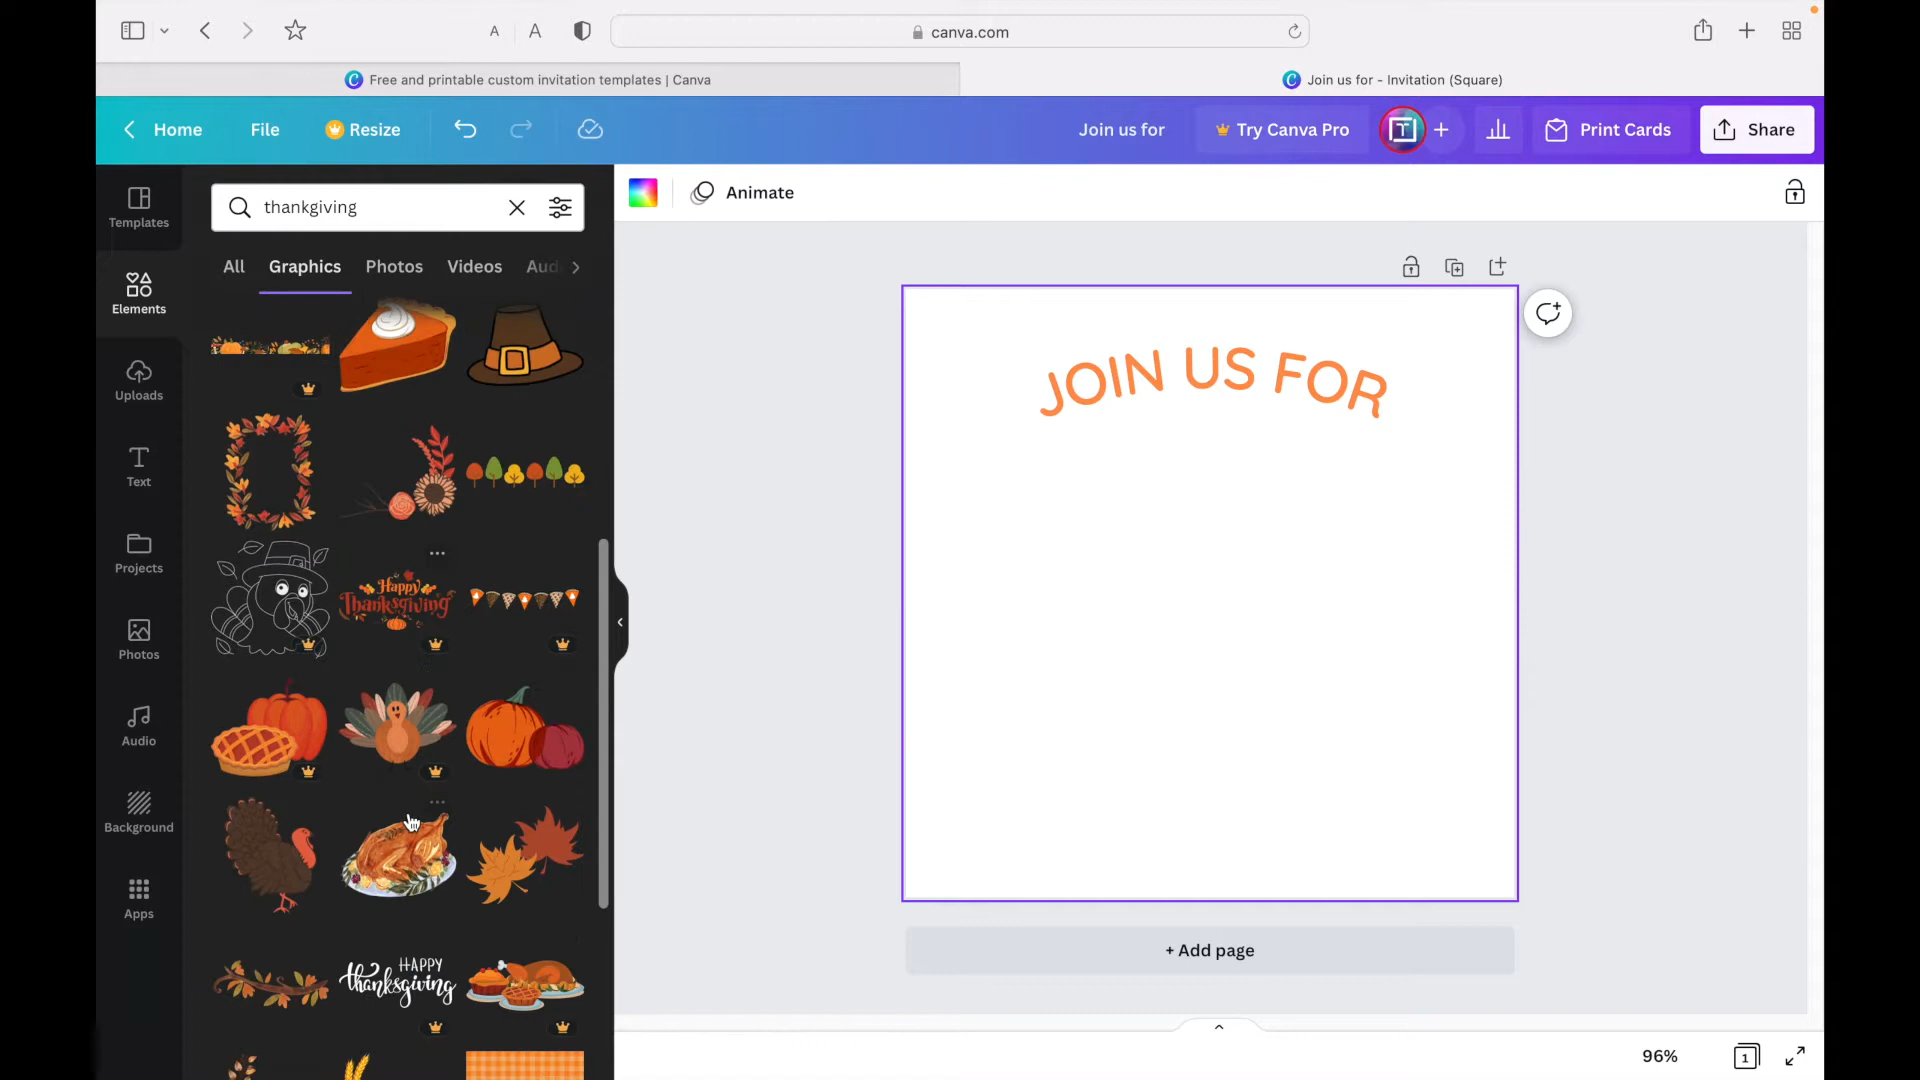 A A
canva.com
Free and printable custom invitation templates | Canva
Join us for - Invitation (Square)
Home File Resize
Join us for
Try Canva Pro
T
Print Cards
Share
Templates
Elements
Uploads
Text
Projects
Photos
Audio
Background
Apps
thankgiving
All Graphics Photos Videos Aud
Happy
Thanksgiving
HAPPY
thanksgiving
Animate
JOIN US FOR
+ Add page
96%
1